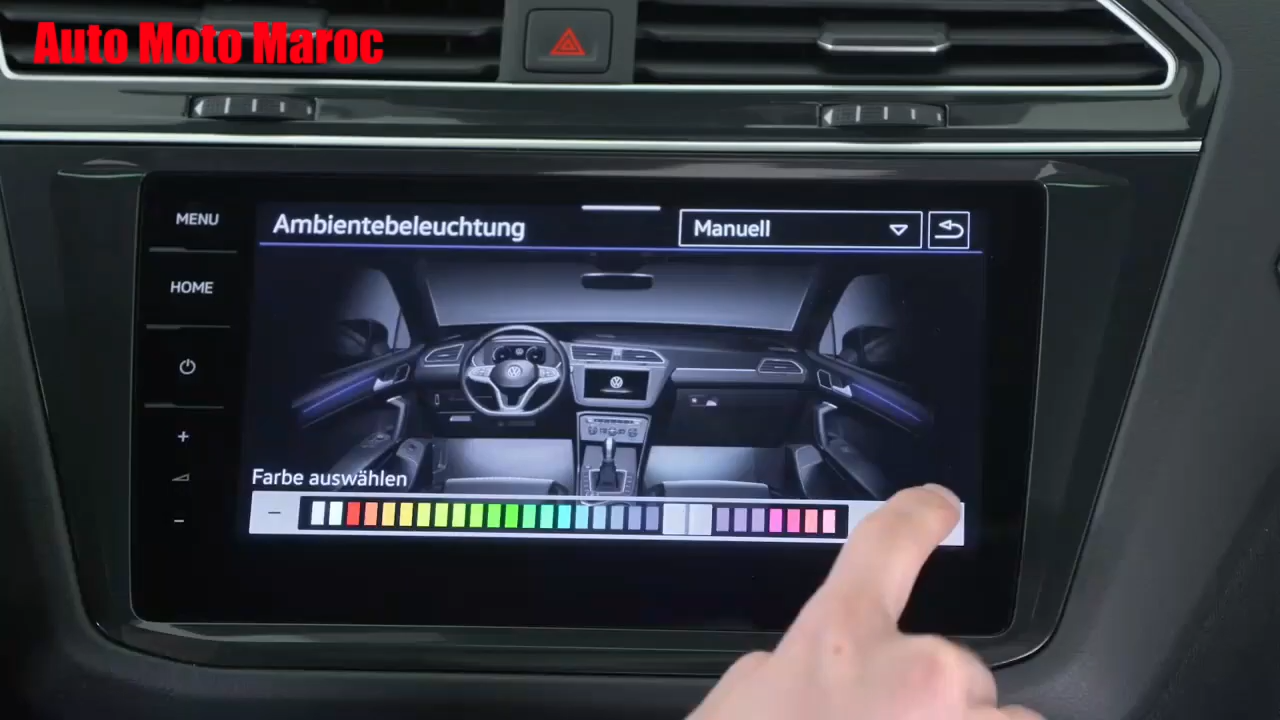 Auto Moto Maroc
MENU
Ambientebeleuchtung
Manuell
HOME
Farbe auswählen